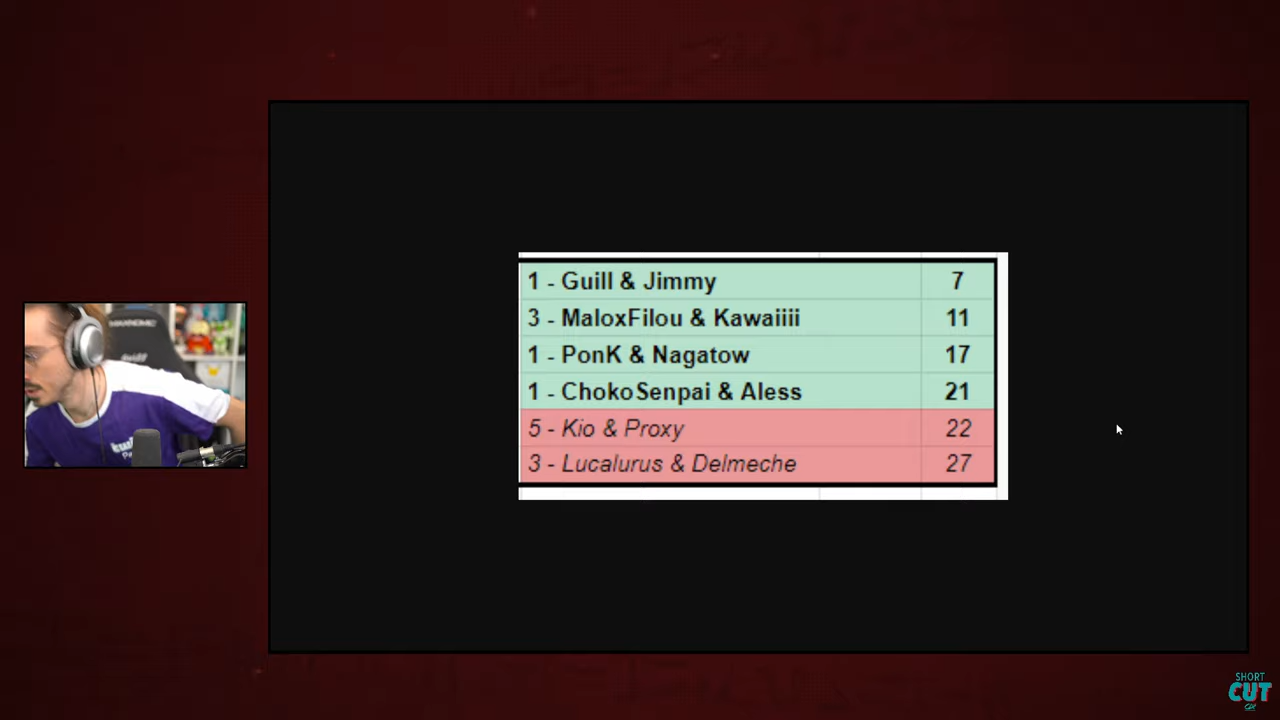 1 - Guill & Jimmy 7
3 - MaloxFilou & Kawaiiii 11
1 - PonK & Nagatow 17
1 - ChokoSenpai & Aless 21
5 - Kio & Proxy 22
3 - Lucalurus & Delmeche 27
SHORT
CUT